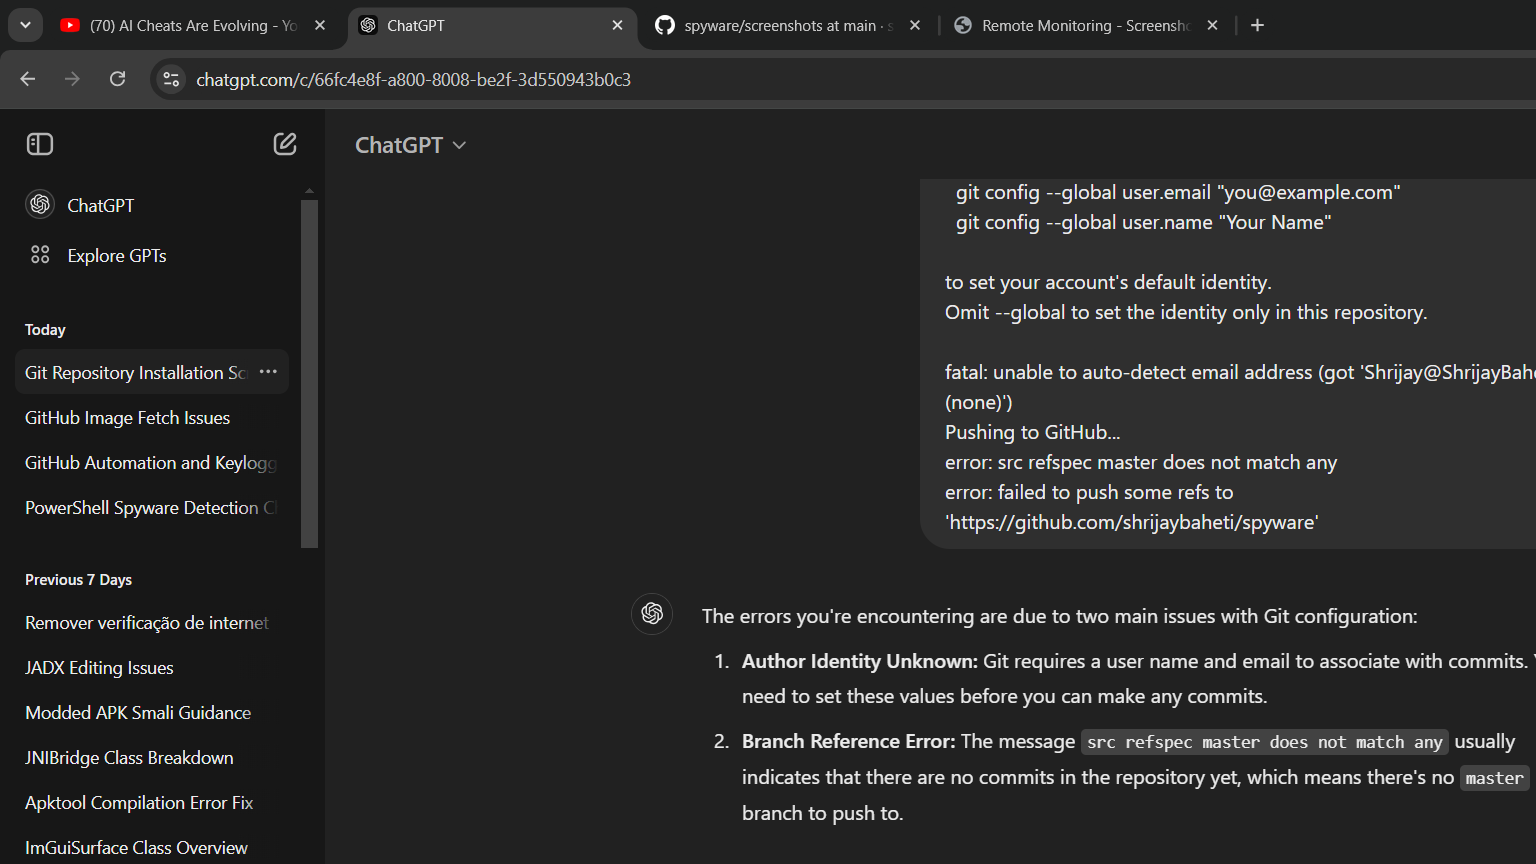 (70) AI Cheats Are Evolving - Yo
ChatGPT
spyware/screenshots at main · s
Remote Monitoring - Screensho
chatgpt.com/c/66fc4e8f-a800-8008-be2f-3d550943b0c3
ChatGPT
ChatGPT
Explore GPTs
Today
Git Repository Installation Sc
GitHub Image Fetch Issues
GitHub Automation and Keylogg
PowerShell Spyware Detection C
Previous 7 Days
Remover verificação de internet
JADX Editing Issues
Modded APK Smali Guidance
JNIBridge Class Breakdown
Apktool Compilation Error Fix
ImGuiSurface Class Overview
git config --global user.email "you@example.com"
git config --global user.name "Your Name"
to set your account's default identity.
Omit --global to set the identity only in this repository.
fatal: unable to auto-detect email address (got 'Shrijay@ShrijayBahe
(none)')
Pushing to GitHub...
error: src refspec master does not match any
error: failed to push some refs to
'https://github.com/shrijaybaheti/spyware'
The errors you're encountering are due to two main issues with Git configuration:
1. Author Identity Unknown: Git requires a user name and email to associate with commits.
need to set these values before you can make any commits.
2. Branch Reference Error: The message src refspec master does not match any usually
indicates that there are no commits in the repository yet, which means there's no master
branch to push to.